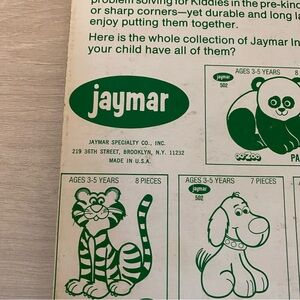 problem solving for Kiddies in the pre-kin
or sharp corners—yet durable and long l
enjoy putting them together.
Here is the whole collection of Jaymar In
your child have all of them?
jaymar
JAYMAR SPECIALTY CO., INC.
219 36TH STREET, BROOKLYN, N.Y. 11232
MADE IN U.S.A.
AGES 3-5 YEARS 8
jaymar
502
PA
AGES 3-5 YEARS 8 PIECES
AGES 3-5 YEARS 7 PIECES
jaymar
502